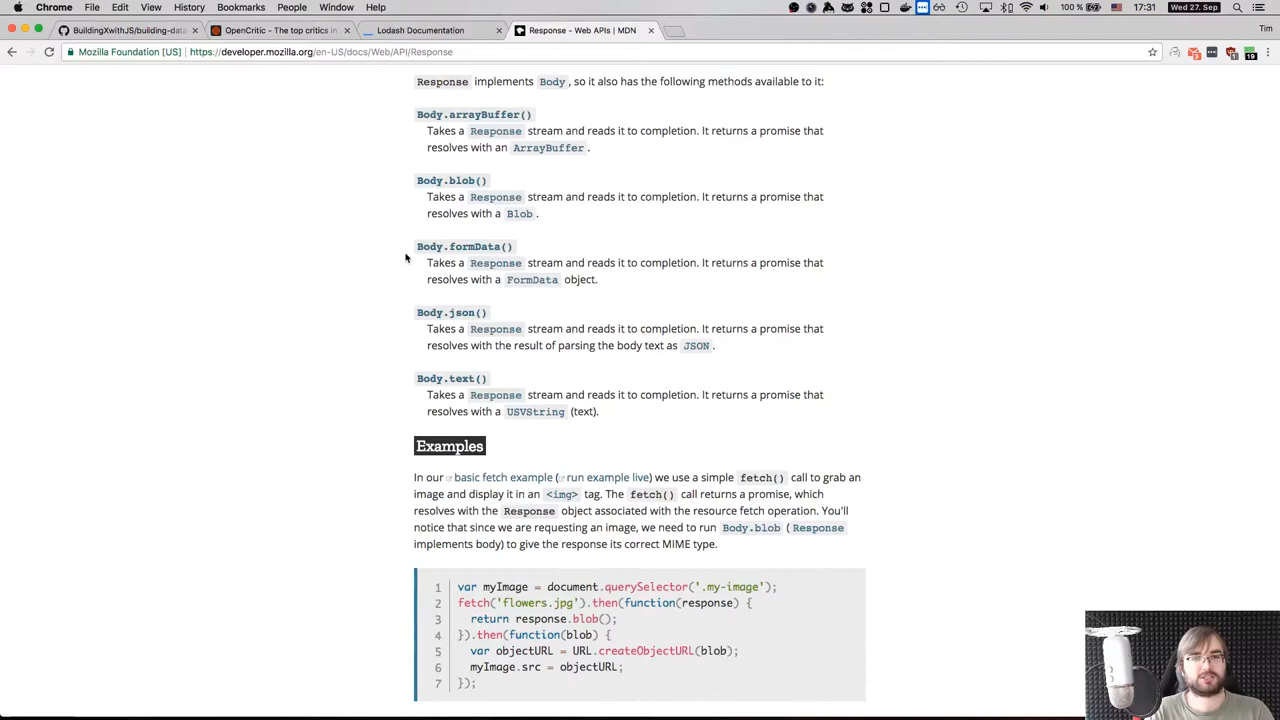 Chrome File Edit View History Bookmarks People Window Help 100 % 17:31 Wed 27. Sep
BuildingXwithJS/building-data
OpenCritic - The top critics in
Lodash Documentation
Response - Web APIs | MDN
Tim
Mozilla Foundation [US] https://developer.mozilla.org/en-US/docs/Web/API/Response
Response implements Body, so it also has the following methods available to it:
Body.arrayBuffer()
Takes a Response stream and reads it to completion. It returns a promise that
resolves with an ArrayBuffer.
Body.blob()
Takes a Response stream and reads it to completion. It returns a promise that
resolves with a Blob.
Body.formData()
Takes a Response stream and reads it to completion. It returns a promise that
resolves with a FormData object.
Body.json()
Takes a Response stream and reads it to completion. It returns a promise that
resolves with the result of parsing the body text as JSON.
Body.text()
Takes a Response stream and reads it to completion. It returns a promise that
resolves with a USVString (text).
Examples
In our basic fetch example (run example live) we use a simple fetch() call to grab an
image and display it in an <img> tag. The fetch() call returns a promise, which
resolves with the Response object associated with the resource fetch operation. You'll
notice that since we are requesting an image, we need to run Body.blob (Response
implements body) to give the response its correct MIME type.
1 var myImage = document.querySelector('.my-image');
2 fetch('flowers.jpg').then(function(response) {
3 return response.blob();
4 }).then(function(blob) {
5 var objectURL = URL.createObjectURL(blob);
6 myImage.src = objectURL;
7 });